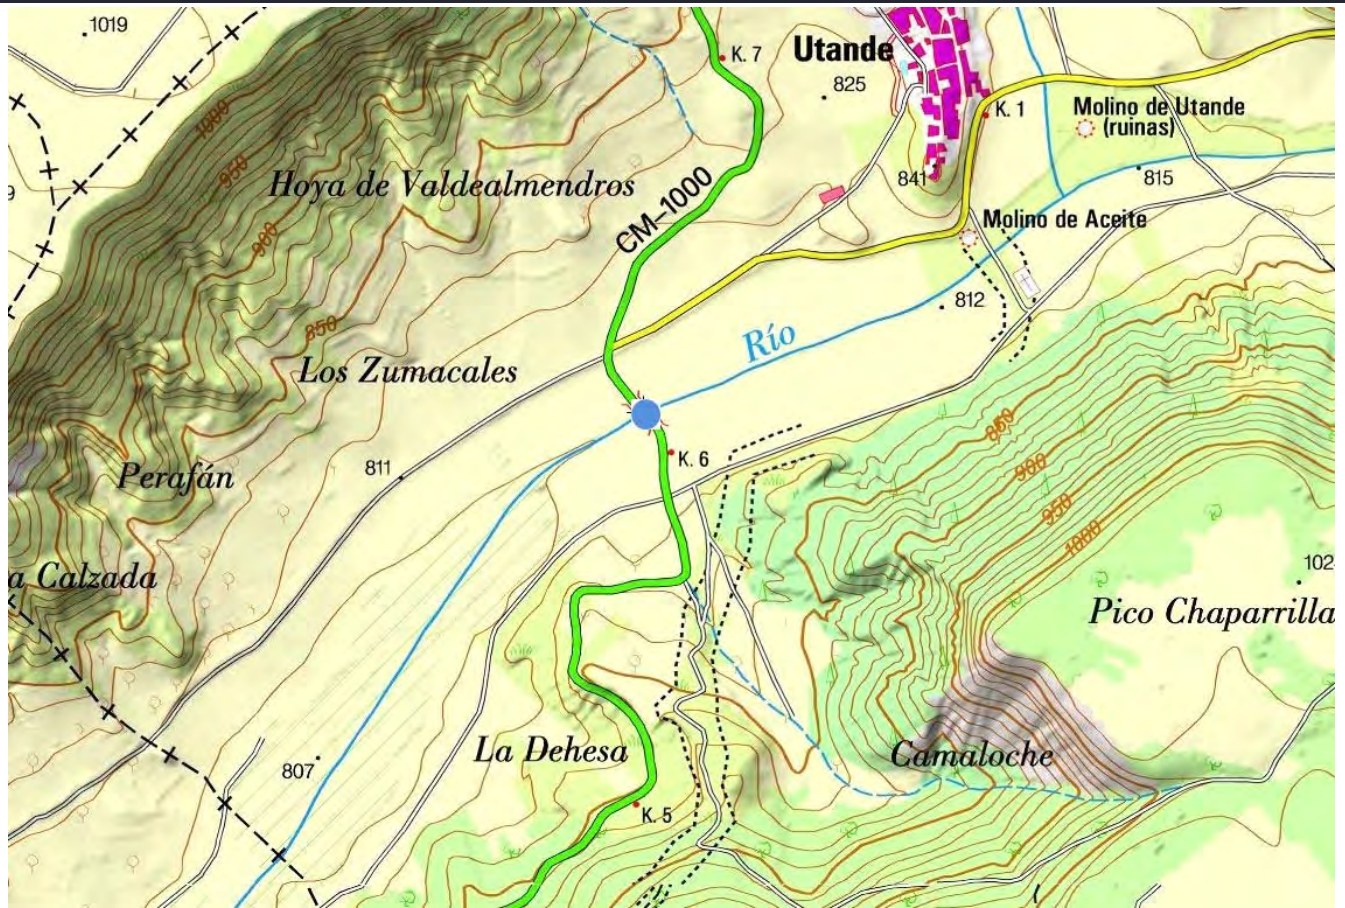 1019
K. 7
Utande
825
K. 1
Molino de Utande
(ruinas)
1000
950
Hoya de Valdealmendros
841
815
CM-1000
Molino de Aceite
900
812
850
Río
Los Zumacales
850
811
K. 6
900
Perafán
950
1000
a Calzada
102
Pico Chaparrilla
La Dehesa
Camaloche
807
K. 5